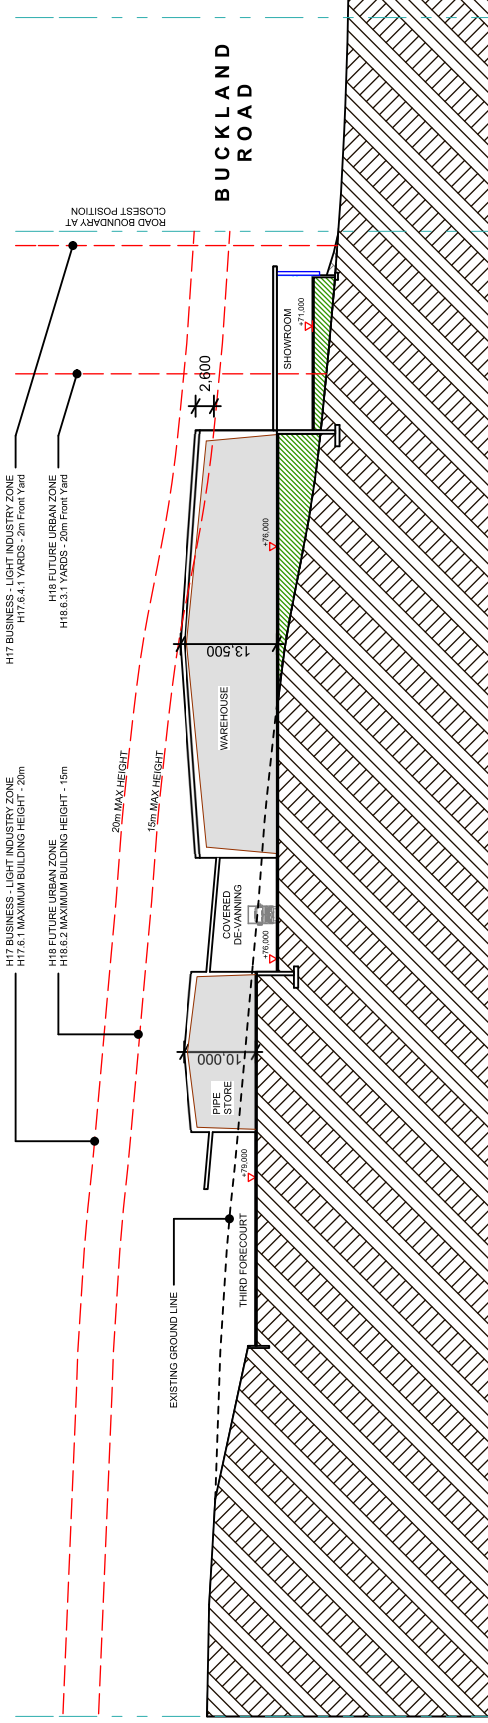 H17 BUSINESS - LIGHT INDUSTRY ZONE
H17.6.1 MAXIMUM BUILDING HEIGHT - 20m
H18 FUTURE URBAN ZONE
H18.6.2 MAXIMUM BUILDING HEIGHT - 15m
H17 BUSINESS - LIGHT INDUSTRY ZONE
H17.6.4.1 YARDS - 2m Front Yard
H18 FUTURE URBAN ZONE
H18.6.3.1 YARDS - 20m Front Yard
ROAD BOUNDARY AT
CLOSEST POSITION
BUCKLAND
ROAD
20m MAX HEIGHT
15m MAX HEIGHT
2,600
EXISTING GROUND LINE
THIRD FORECOURT
+79,000
PIPE
STORE
10,000
COVERED
DE-VANNING
+76,000
WAREHOUSE
13,500
+76,000
SHOWROOM
+71,000